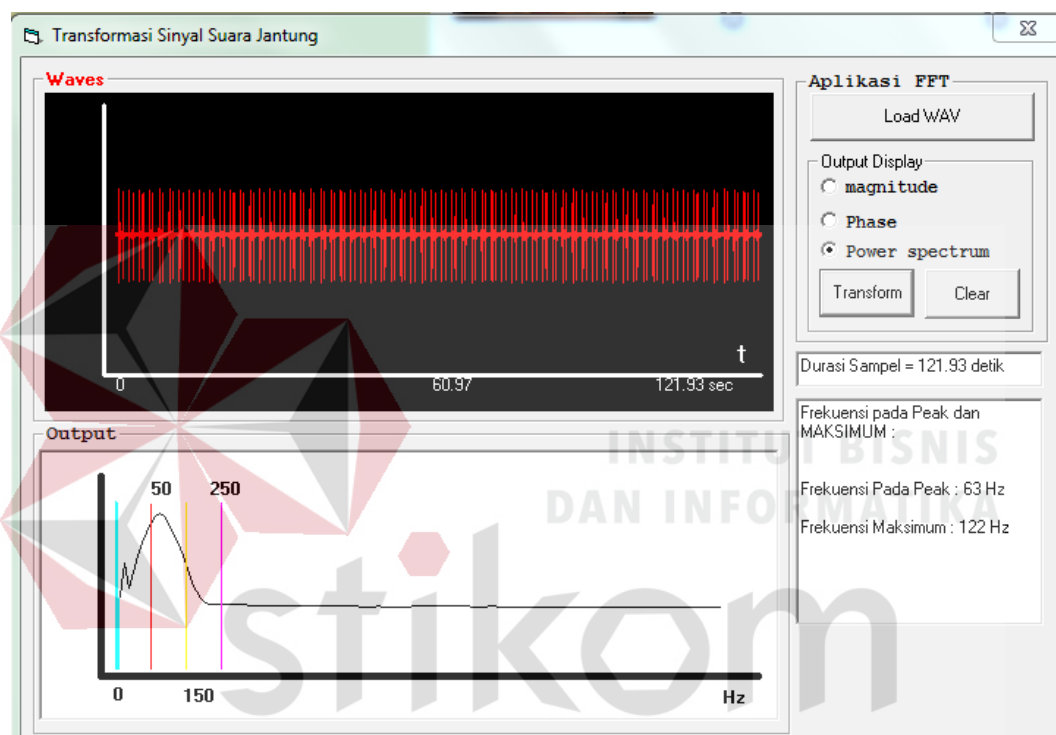 Transformasi Sinyal Suara Jantung
Waves
t
0 60.97 121.93 sec
Output
50 250
0 150 Hz
Aplikasi FFT
Load WAV
Output Display
magnitude
Phase
Power spectrum
Transform Clear
Durasi Sampel = 121.93 detik
Frekuensi pada Peak dan
MAKSIMUM :
Frekuensi Pada Peak : 63 Hz
Frekuensi Maksimum : 122 Hz
INSTITUT BISNIS
DAN INFORMATIKA
stikom